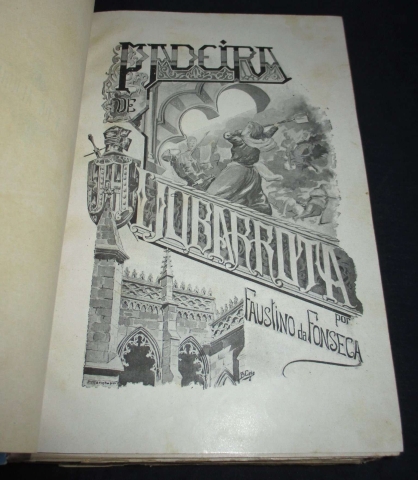 PADEIRA
DE
ALJUBARROTA
por
FAUSTINO da FONSECA